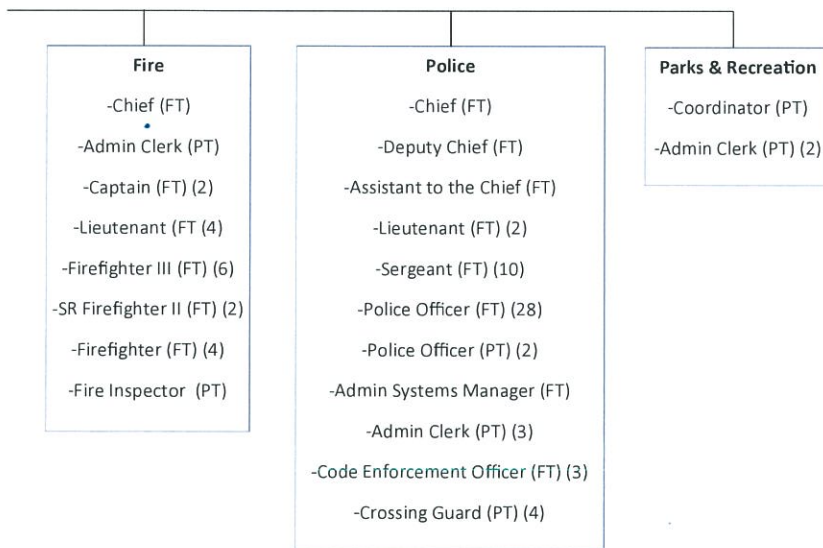 Fire
-Chief (FT)
-Admin Clerk (PT)
-Captain (FT) (2)
-Lieutenant (FT (4)
-Firefighter III (FT) (6)
-SR Firefighter II (FT) (2)
-Firefighter (FT) (4)
-Fire Inspector (PT)
Police
-Chief (FT)
-Deputy Chief (FT)
-Assistant to the Chief (FT)
-Lieutenant (FT) (2)
-Sergeant (FT) (10)
-Police Officer (FT) (28)
-Police Officer (PT) (2)
-Admin Systems Manager (FT)
-Admin Clerk (PT) (3)
-Code Enforcement Officer (FT) (3)
-Crossing Guard (PT) (4)
Parks & Recreation
-Coordinator (PT)
-Admin Clerk (PT) (2)